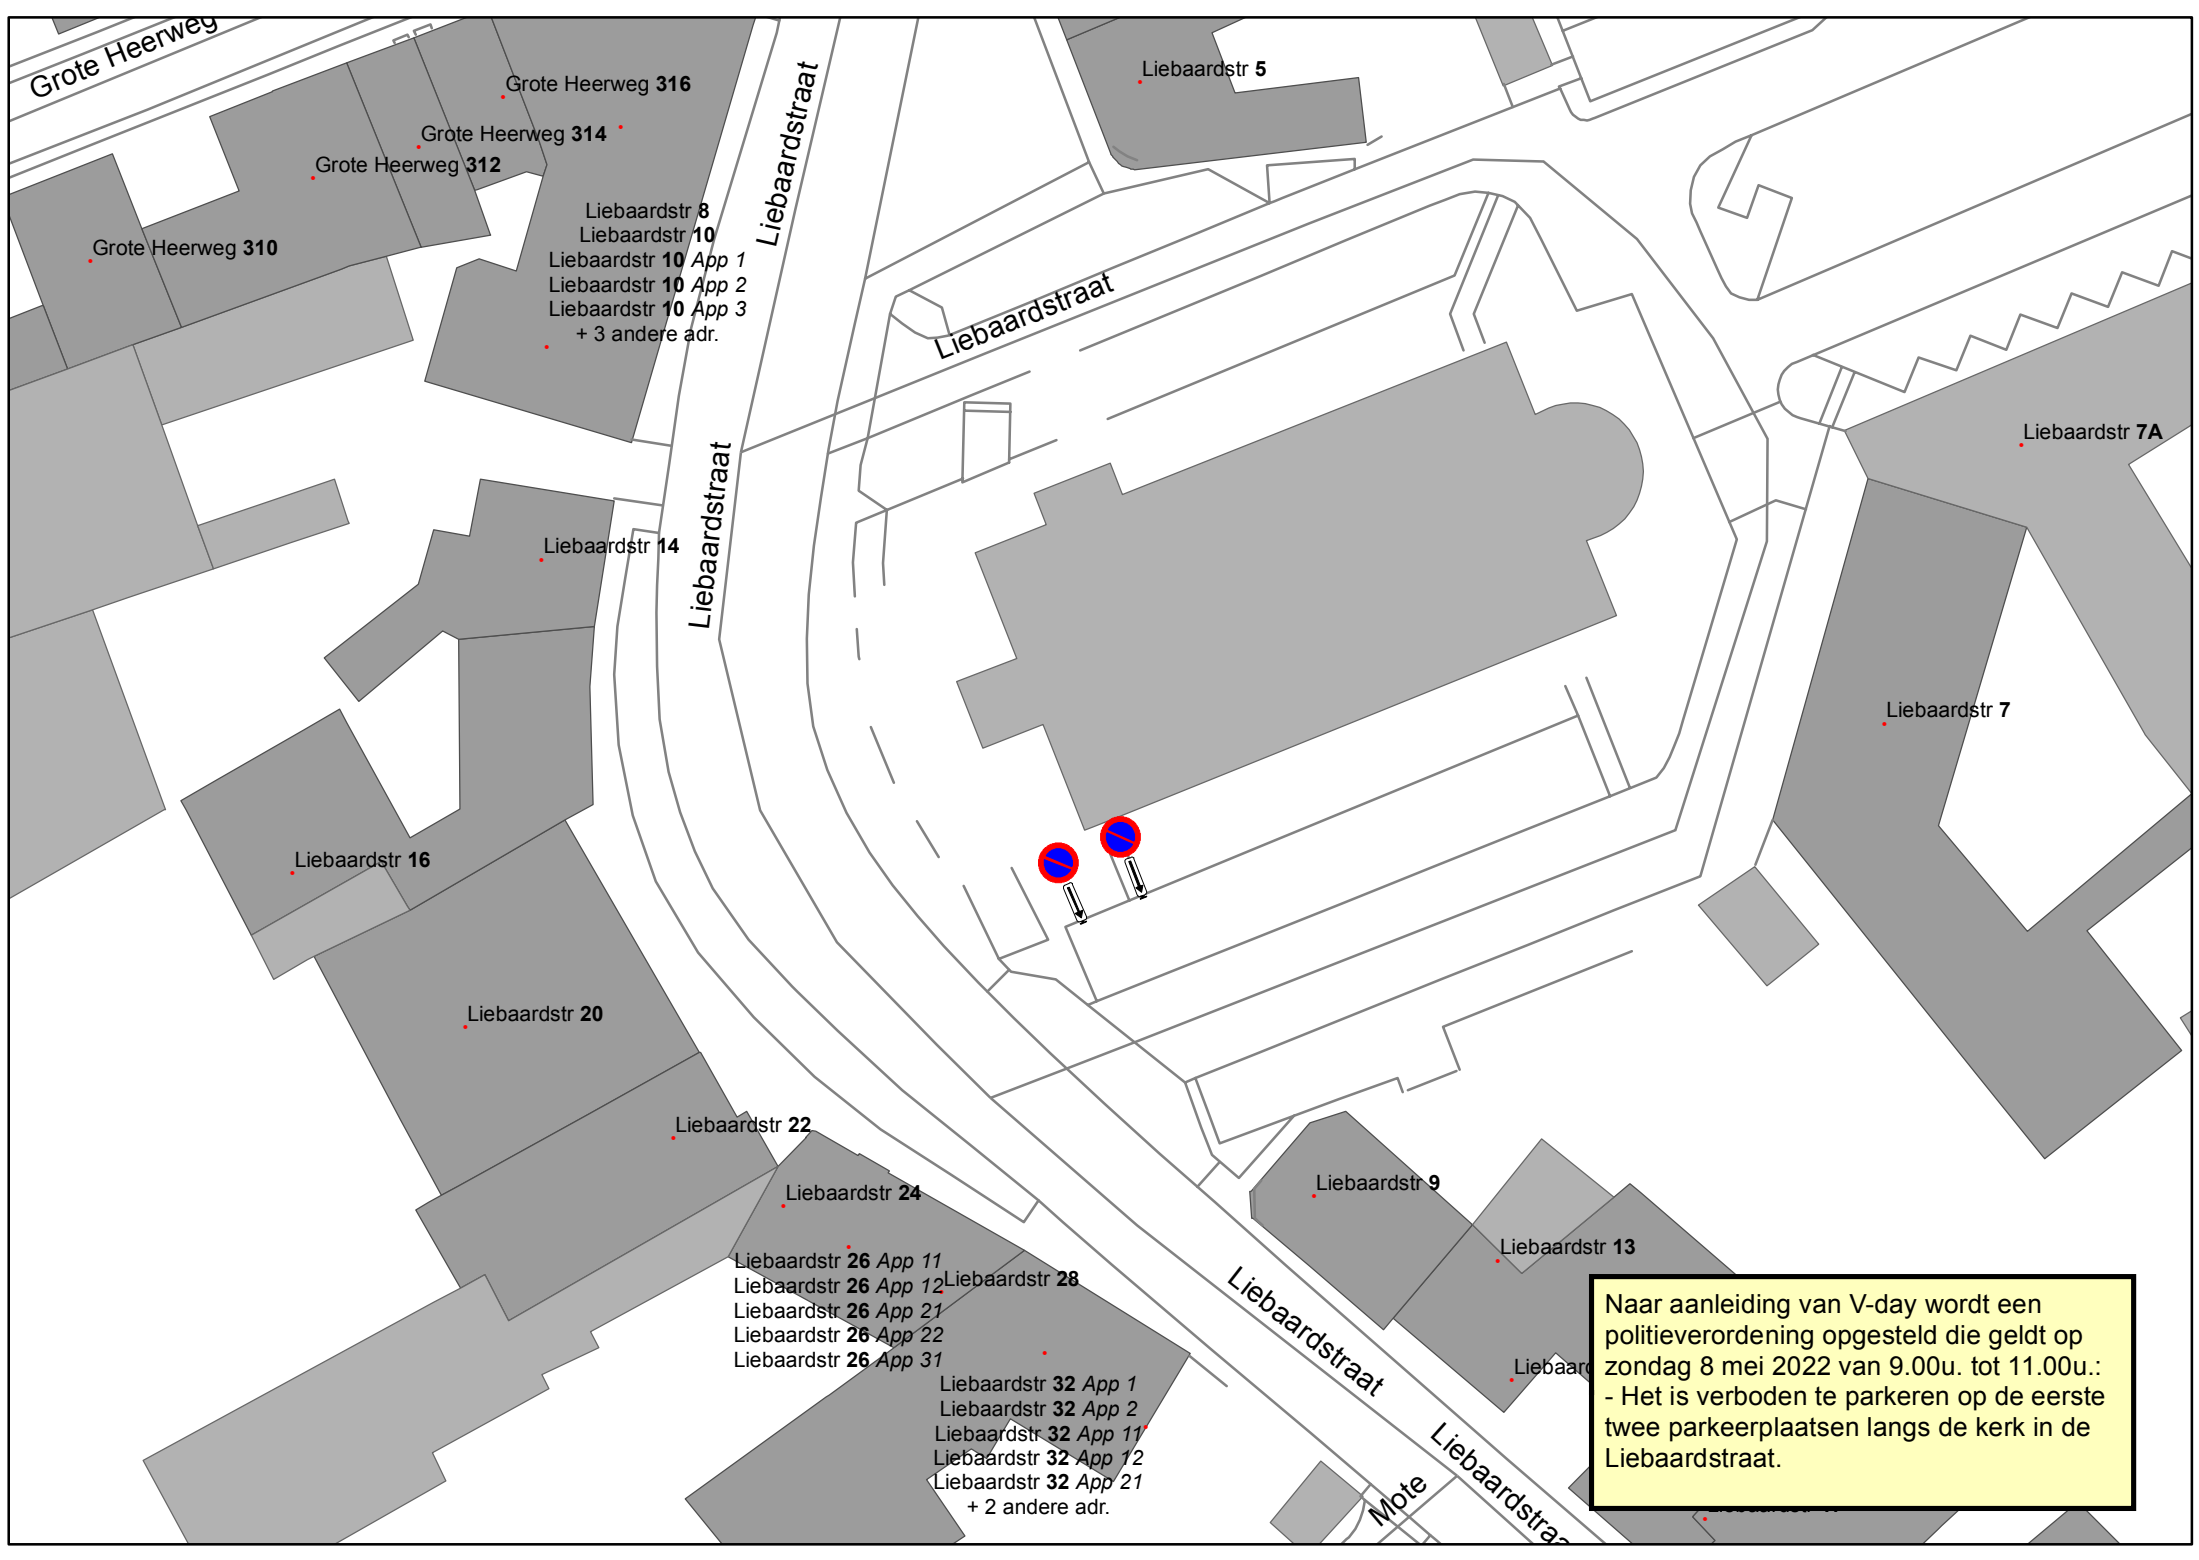 Grote Heerweg
Grote Heerweg 316
Grote Heerweg 314
Grote Heerweg 312
Grote Heerweg 310
Liebaardstr 8
Liebaardstr 10
Liebaardstr 10 App 1
Liebaardstr 10 App 2
Liebaardstr 10 App 3
+ 3 andere adr.
Liebaardstraat
Liebaardstr 5
Liebaardstraat
Liebaardstraat
Liebaardstr 7A
Liebaardstr 14
Liebaardstr 7
Liebaardstr 16
Liebaardstr 20
Liebaardstr 22
Liebaardstr 24
Liebaardstr 26 App 11
Liebaardstr 26 App 12
Liebaardstr 26 App 21
Liebaardstr 26 App 22
Liebaardstr 26 App 31
Liebaardstr 28
Liebaardstr 32 App 1
Liebaardstr 32 App 2
Liebaardstr 32 App 11
Liebaardstr 32 App 12
Liebaardstr 32 App 21
+ 2 andere adr.
Liebaardstr 9
Liebaardstr 13
Liebaard
Liebaardstraat
Liebaardstraa
Mote
Naar aanleiding van V-day wordt een
politieverordening opgesteld die geldt op
zondag 8 mei 2022 van 9.00u. tot 11.00u.:
- Het is verboden te parkeren op de eerste
twee parkeerplaatsen langs de kerk in de
Liebaardstraat.